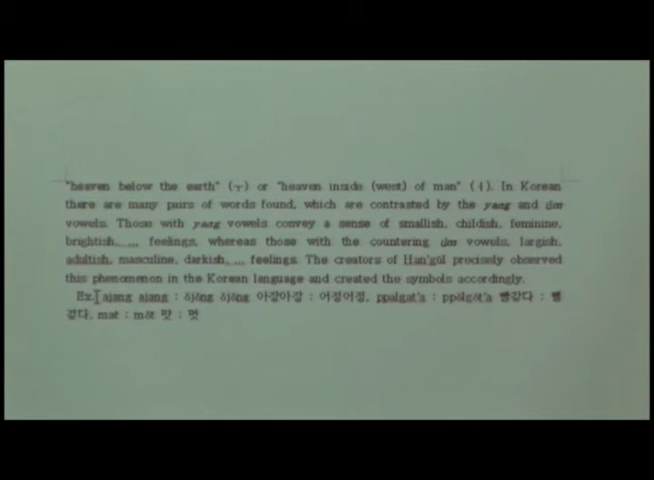 "heaven below the earth" (ㅜ) or "heaven inside (west) of man" (ㅓ). In Korean
there are many pairs of words found, which are contrasted by the yang and ŭm
vowels. Those with yang vowels convey a sense of smallish, childish, feminine,
brightish, ... feelings, whereas those with the countering ŭm vowels, largish,
adultish, masculine, darkish, ... feelings. The creators of Han'gŭl precisely observed
this phenomenon in the Korean language and created the symbols accordingly.
Ex. ajang ajang : ŏjŏng ŏjŏng 아장아장 : 어정어정, ppalgat'a : ppŏlgŏt'a 빨갛다 : 뻘
겋다, mat : mŏt 맛 : 멋